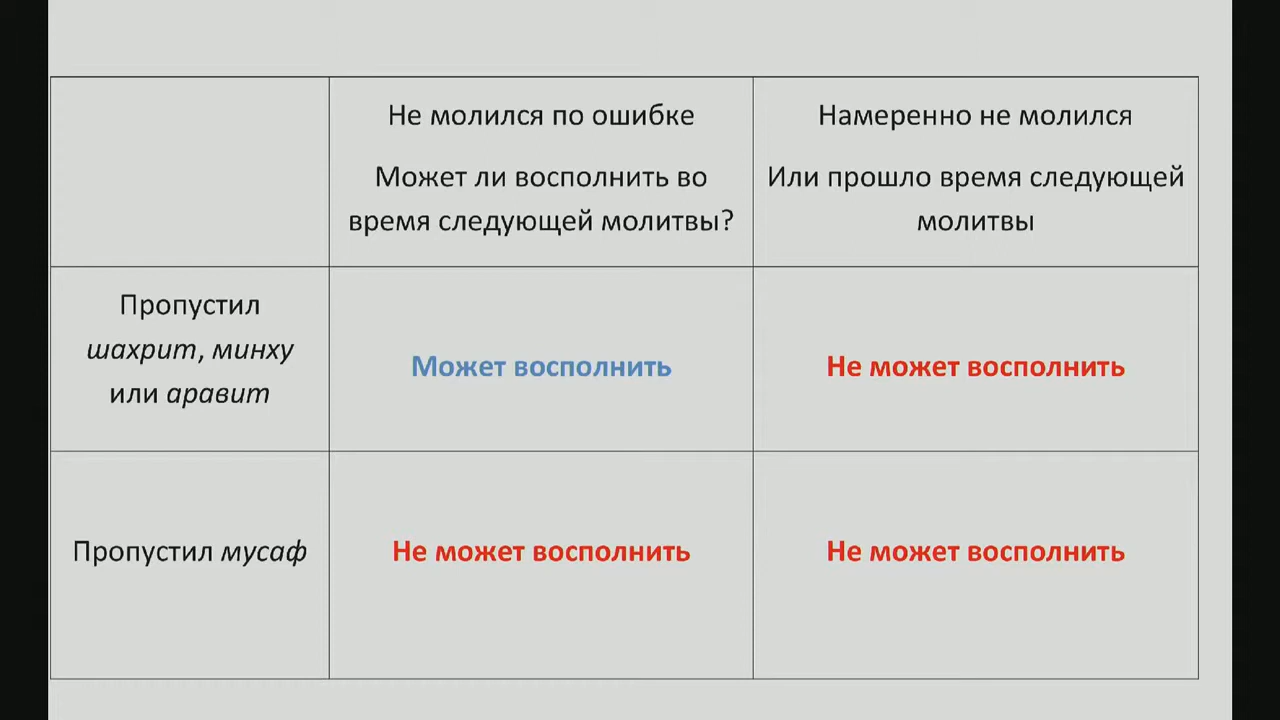 Не молился по ошибке
Может ли восполнить во
время следующей молитвы?
Намеренно не молился
Или прошло время следующей
молитвы
Пропустил
шахрит, минху
или аравит
Может восполнить
Не может восполнить
Пропустил мусаф
Не может восполнить
Не может восполнить